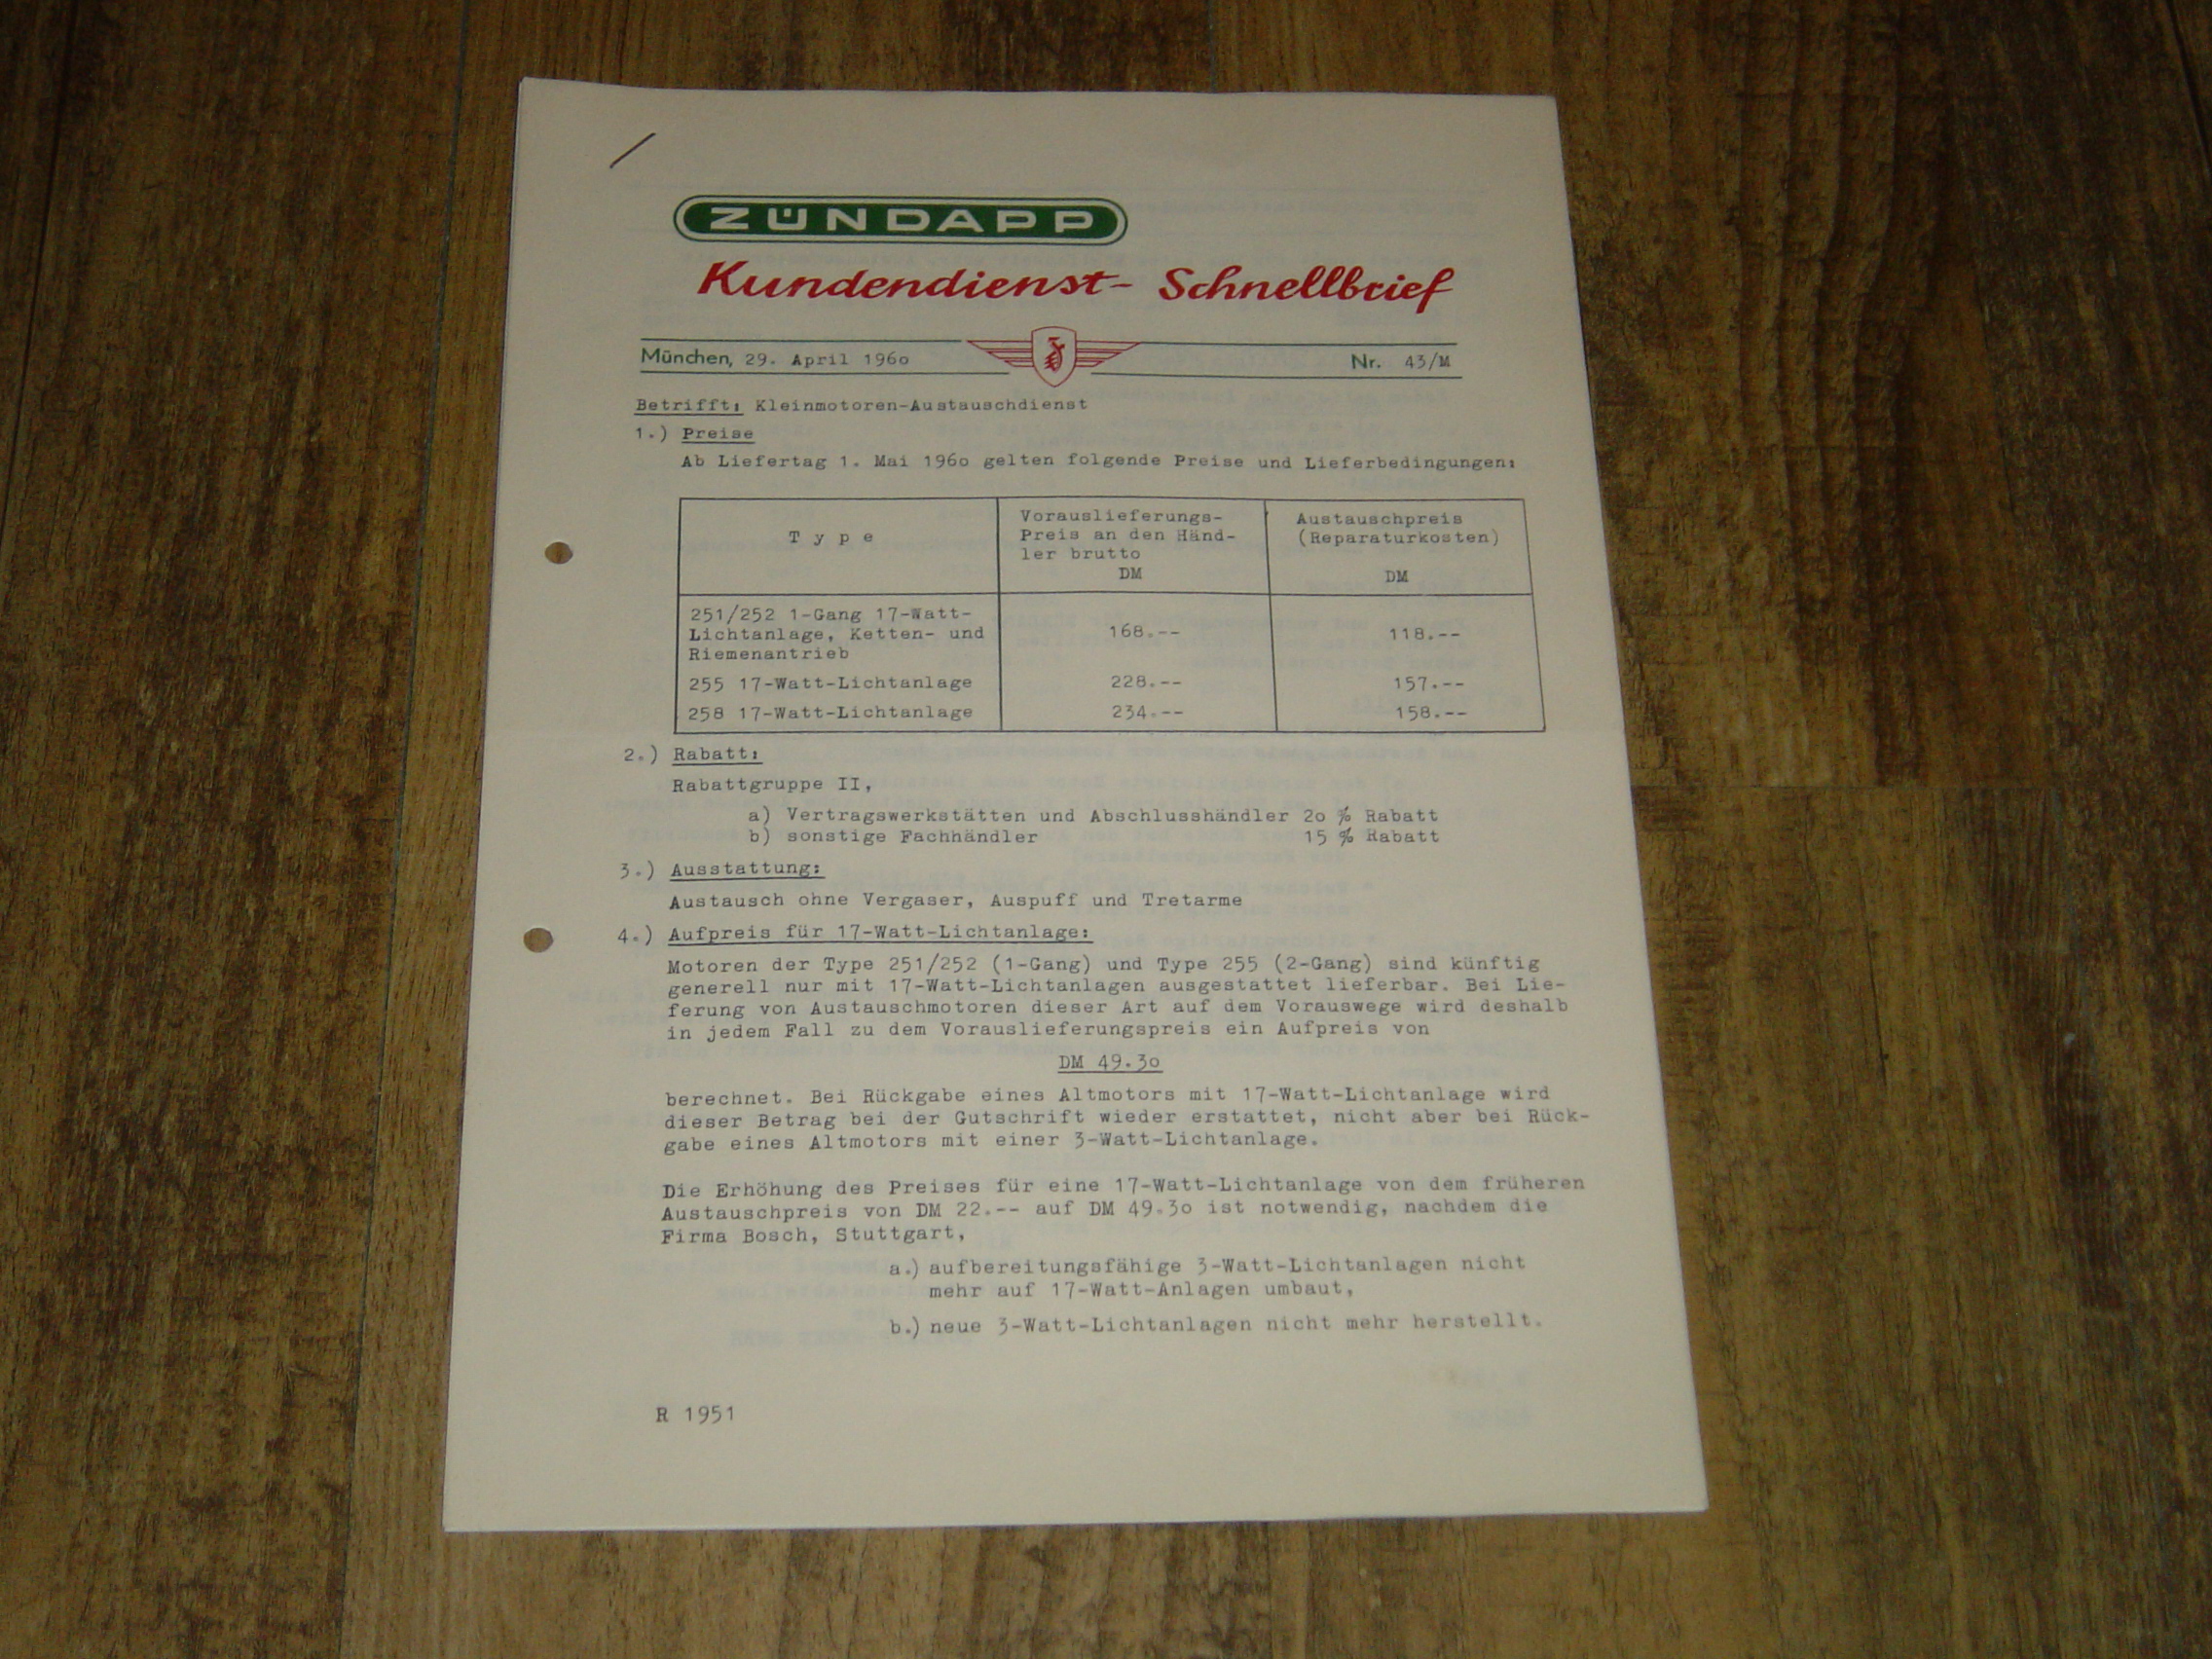 ZÜNDAPP
Kundendienst- Schnellbrief
München, 29. April 196o Nr. 43/M
Betrifft: Kleinmotoren-Austauschdienst
1.) Preise
Ab Liefertag 1. Mai 196o gelten folgende Preise und Lieferbedingungen:
T y p e
Vorauslieferungs-
Preis an den Händ-
ler brutto
DM
Austauschpreis
(Reparaturkosten)
DM
251/252 1-Gang 17-Watt-
Lichtanlage, Ketten- und
Riemenantrieb
168.-- 118.--
255 17-Watt-Lichtanlage 228.-- 157.--
258 17-Watt-Lichtanlage 234.-- 158.--
2.) Rabatt:
Rabattgruppe II,
a) Vertragswerkstätten und Abschlusshändler 2o % Rabatt
b) sonstige Fachhändler 15 % Rabatt
3.) Ausstattung:
Austausch ohne Vergaser, Auspuff und Tretarme
4.) Aufpreis für 17-Watt-Lichtanlage:
Motoren der Type 251/252 (1-Gang) und Type 255 (2-Gang) sind künftig
generell nur mit 17-Watt-Lichtanlagen ausgestattet lieferbar. Bei Lie-
ferung von Austauschmotoren dieser Art auf dem Vorauswege wird deshalb
in jedem Fall zu dem Vorauslieferungspreis ein Aufpreis von
DM 49.3o
berechnet. Bei Rückgabe eines Altmotors mit 17-Watt-Lichtanlage wird
dieser Betrag bei der Gutschrift wieder erstattet, nicht aber bei Rück-
gabe eines Altmotors mit einer 3-Watt-Lichtanlage.
Die Erhöhung des Preises für eine 17-Watt-Lichtanlage von dem früheren
Austauschpreis von DM 22.-- auf DM 49.3o ist notwendig, nachdem die
Firma Bosch, Stuttgart,
a.) aufbereitungsfähige 3-Watt-Lichtanlagen nicht
mehr auf 17-Watt-Anlagen umbaut,
b.) neue 3-Watt-Lichtanlagen nicht mehr herstellt.
R 1951